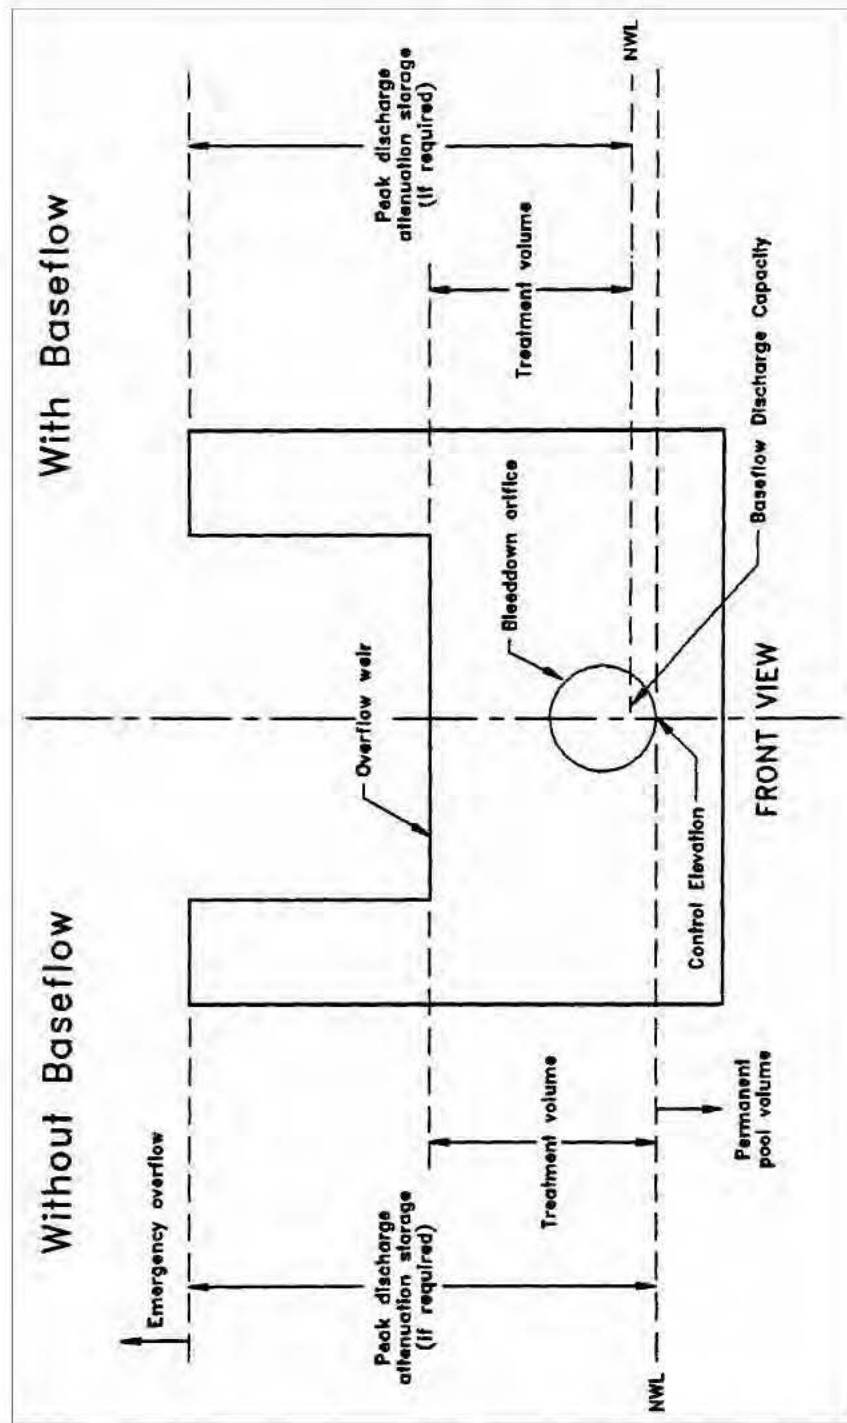 Without Baseflow
With Baseflow
Emergency overflow
Peak discharge
attenuation storage
(if required)
Treatment volume
NWL
Permanent
pool volume
Overflow weir
Bleeddown orifice
Control Elevation
FRONT VIEW
Baseflow Discharge Capacity
Peak discharge
attenuation storage
(if required)
Treatment volume
NWL